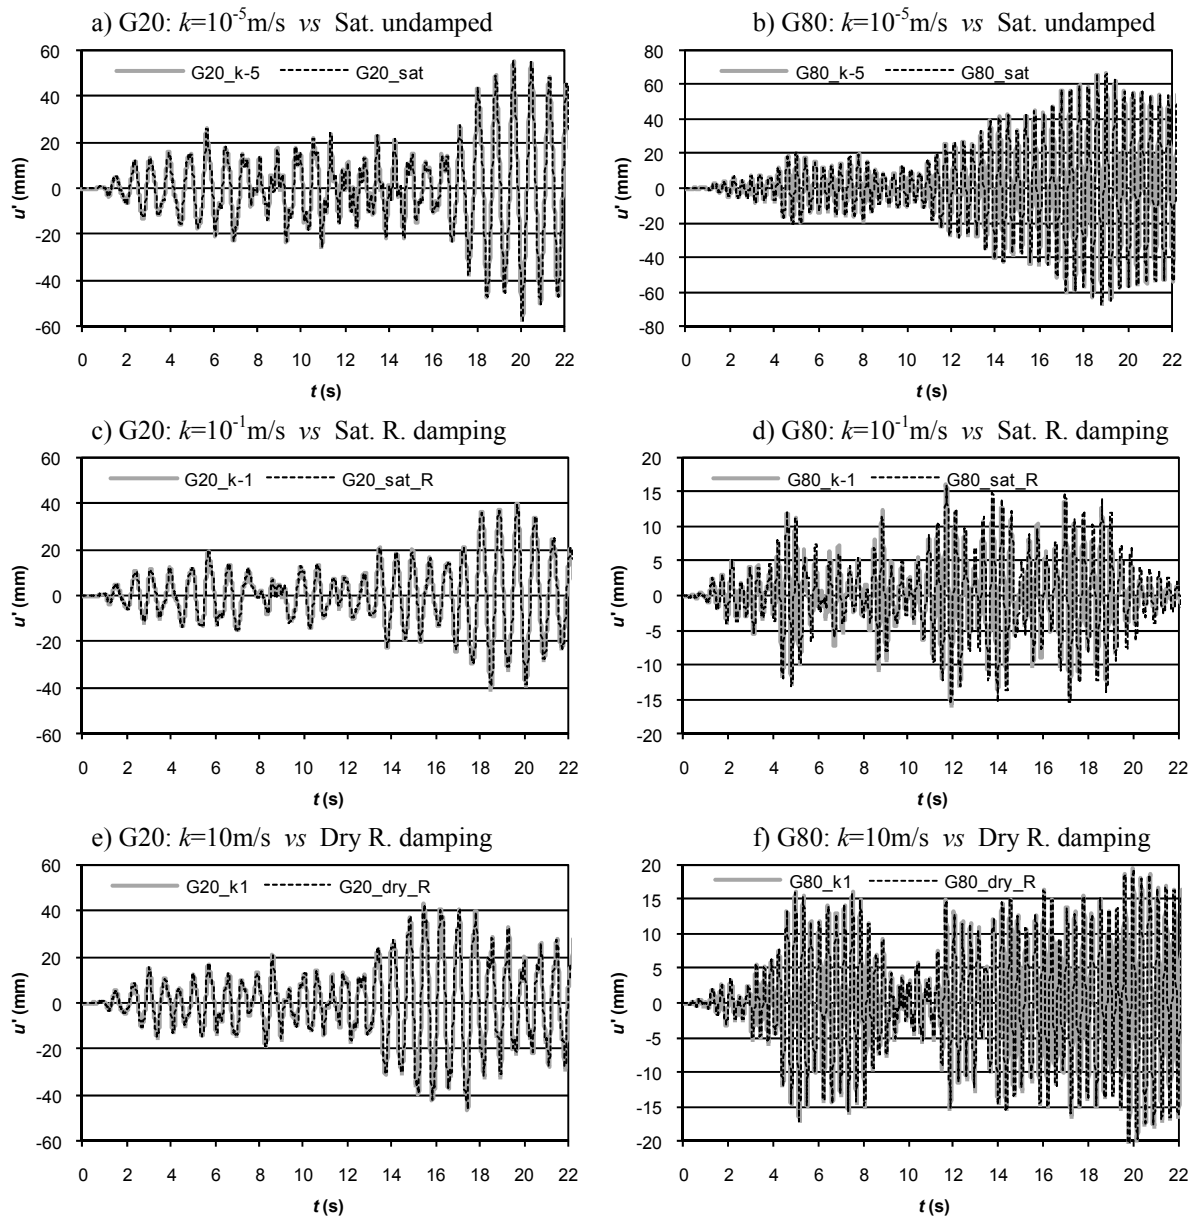 a) G20: k=10⁻⁵m/s vs Sat. undamped
60
40
20
0
-20
-40
-60
u' (mm)
G20_k-5 G20_sat
0 2 4 6 8 10 12 14 16 18 20 22
t (s)
b) G80: k=10⁻⁵m/s vs Sat. undamped
80
60
40
20
0
-20
-40
-60
-80
u' (mm)
G80_k-5 G80_sat
0 2 4 6 8 10 12 14 16 18 20 22
t (s)
c) G20: k=10⁻¹m/s vs Sat. R. damping
60
40
20
0
-20
-40
-60
u' (mm)
G20_k-1 G20_sat_R
0 2 4 6 8 10 12 14 16 18 20 22
t (s)
d) G80: k=10⁻¹m/s vs Sat. R. damping
20
15
10
5
0
-5
-10
-15
-20
u' (mm)
G80_k-1 G80_sat_R
0 2 4 6 8 10 12 14 16 18 20 22
t (s)
e) G20: k=10m/s vs Dry R. damping
60
40
20
0
-20
-40
-60
u' (mm)
G20_k1 G20_dry_R
0 2 4 6 8 10 12 14 16 18 20 22
t (s)
f) G80: k=10m/s vs Dry R. damping
20
15
10
5
0
-5
-10
-15
-20
u' (mm)
G80_k1 G80_dry_R
0 2 4 6 8 10 12 14 16 18 20 22
t (s)